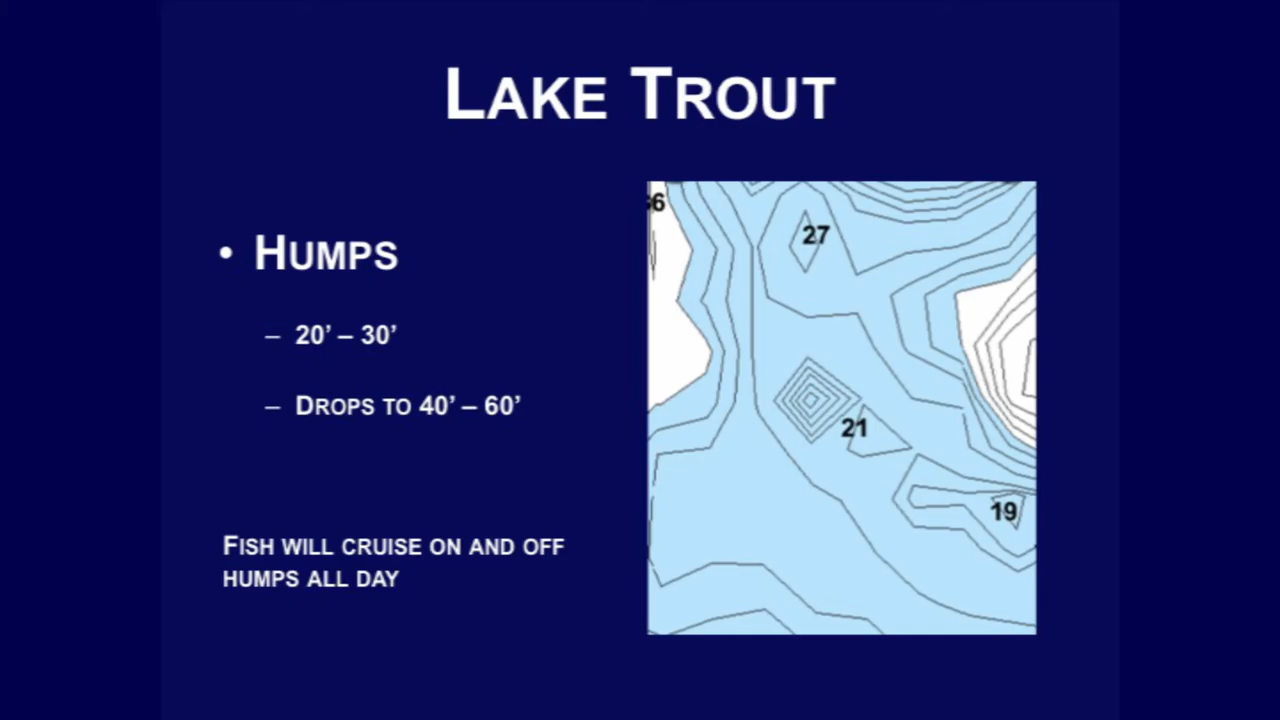 LAKE TROUT
• HUMPS
– 20’ – 30’
– DROPS TO 40’ – 60’
FISH WILL CRUISE ON AND OFF
HUMPS ALL DAY
27
21
19